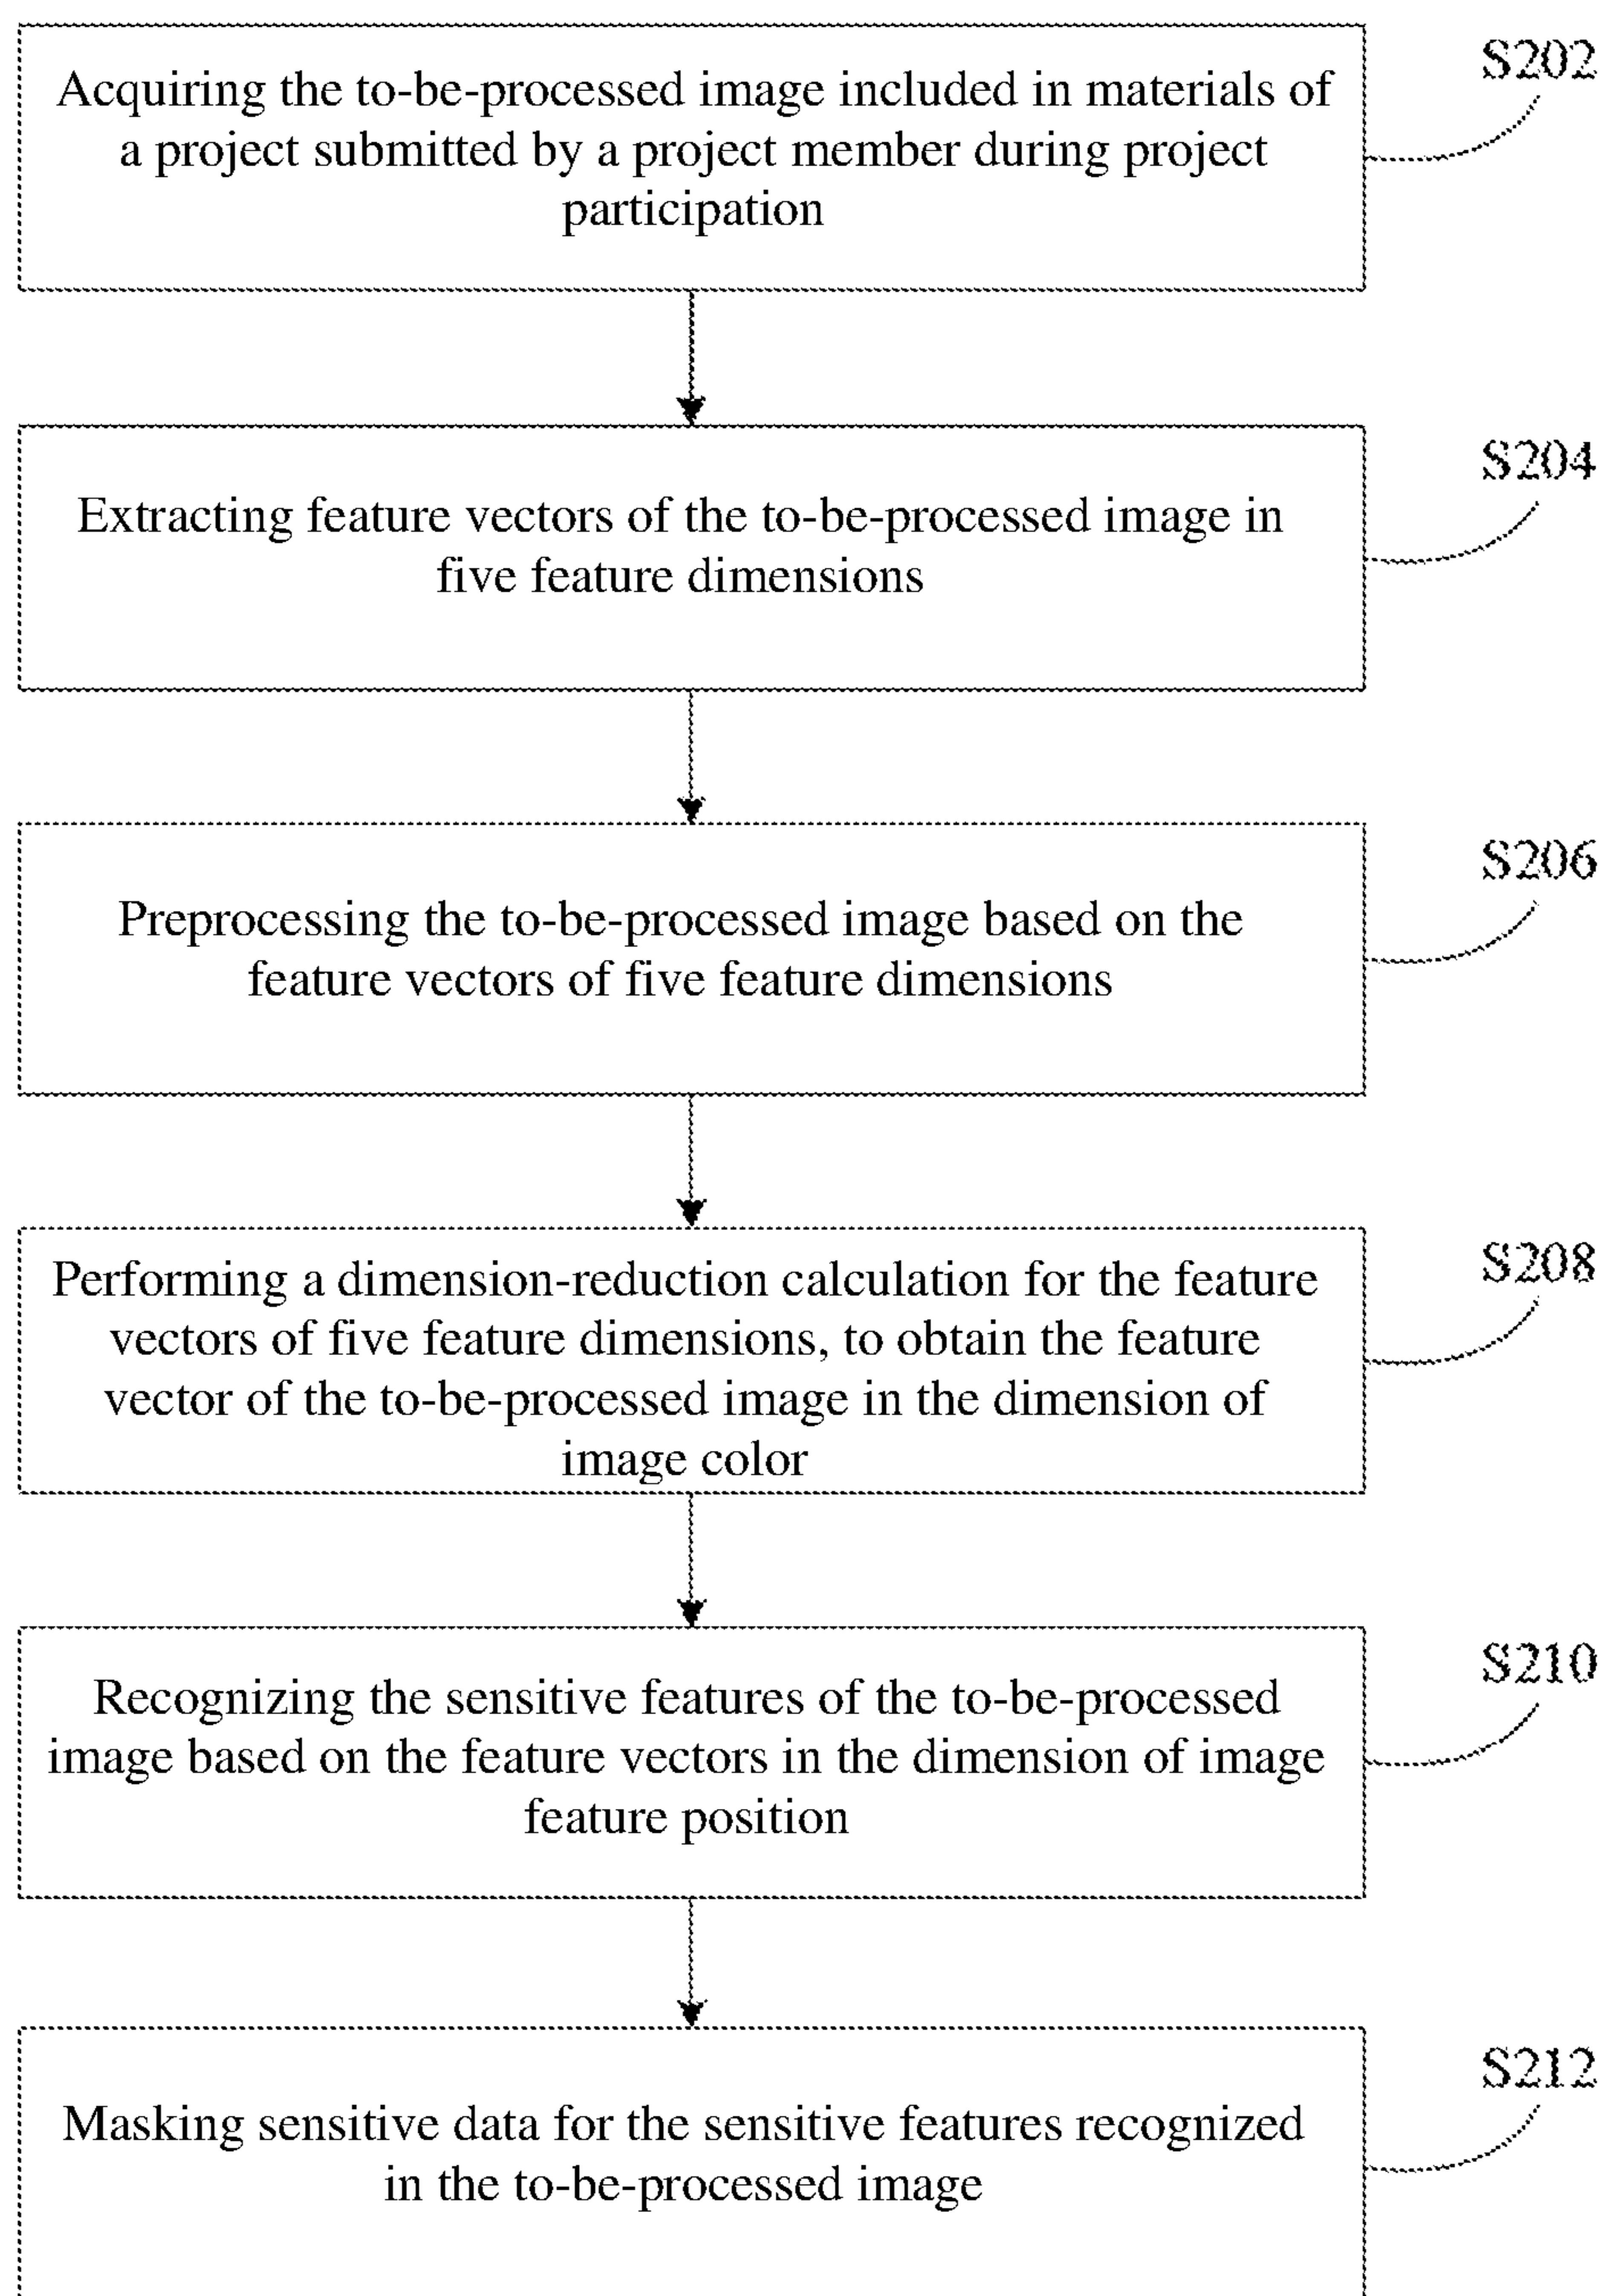 S202
Acquiring the to-be-processed image included in materials of
a project submitted by a project member during project
participation
S204
Extracting feature vectors of the to-be-processed image in
five feature dimensions
S206
Preprocessing the to-be-processed image based on the
feature vectors of five feature dimensions
S208
Performing a dimension-reduction calculation for the feature
vectors of five feature dimensions, to obtain the feature
vector of the to-be-processed image in the dimension of
image color
S210
Recognizing the sensitive features of the to-be-processed
image based on the feature vectors in the dimension of image
feature position
S212
Masking sensitive data for the sensitive features recognized
in the to-be-processed image